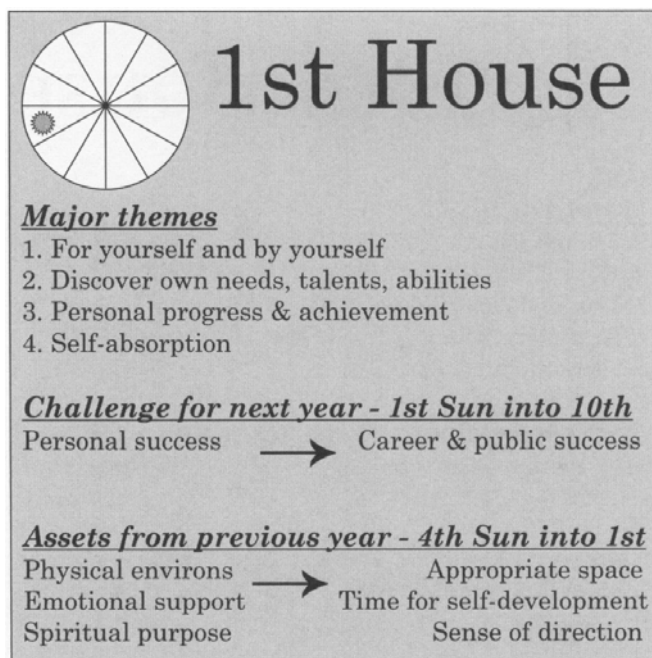 1st House
Major themes
1. For yourself and by yourself
2. Discover own needs, talents, abilities
3. Personal progress & achievement
4. Self-absorption
Challenge for next year - 1st Sun into 10th
Personal success → Career & public success
Assets from previous year - 4th Sun into 1st
Physical environs → Appropriate space
Emotional support Time for self-development
Spiritual purpose Sense of direction